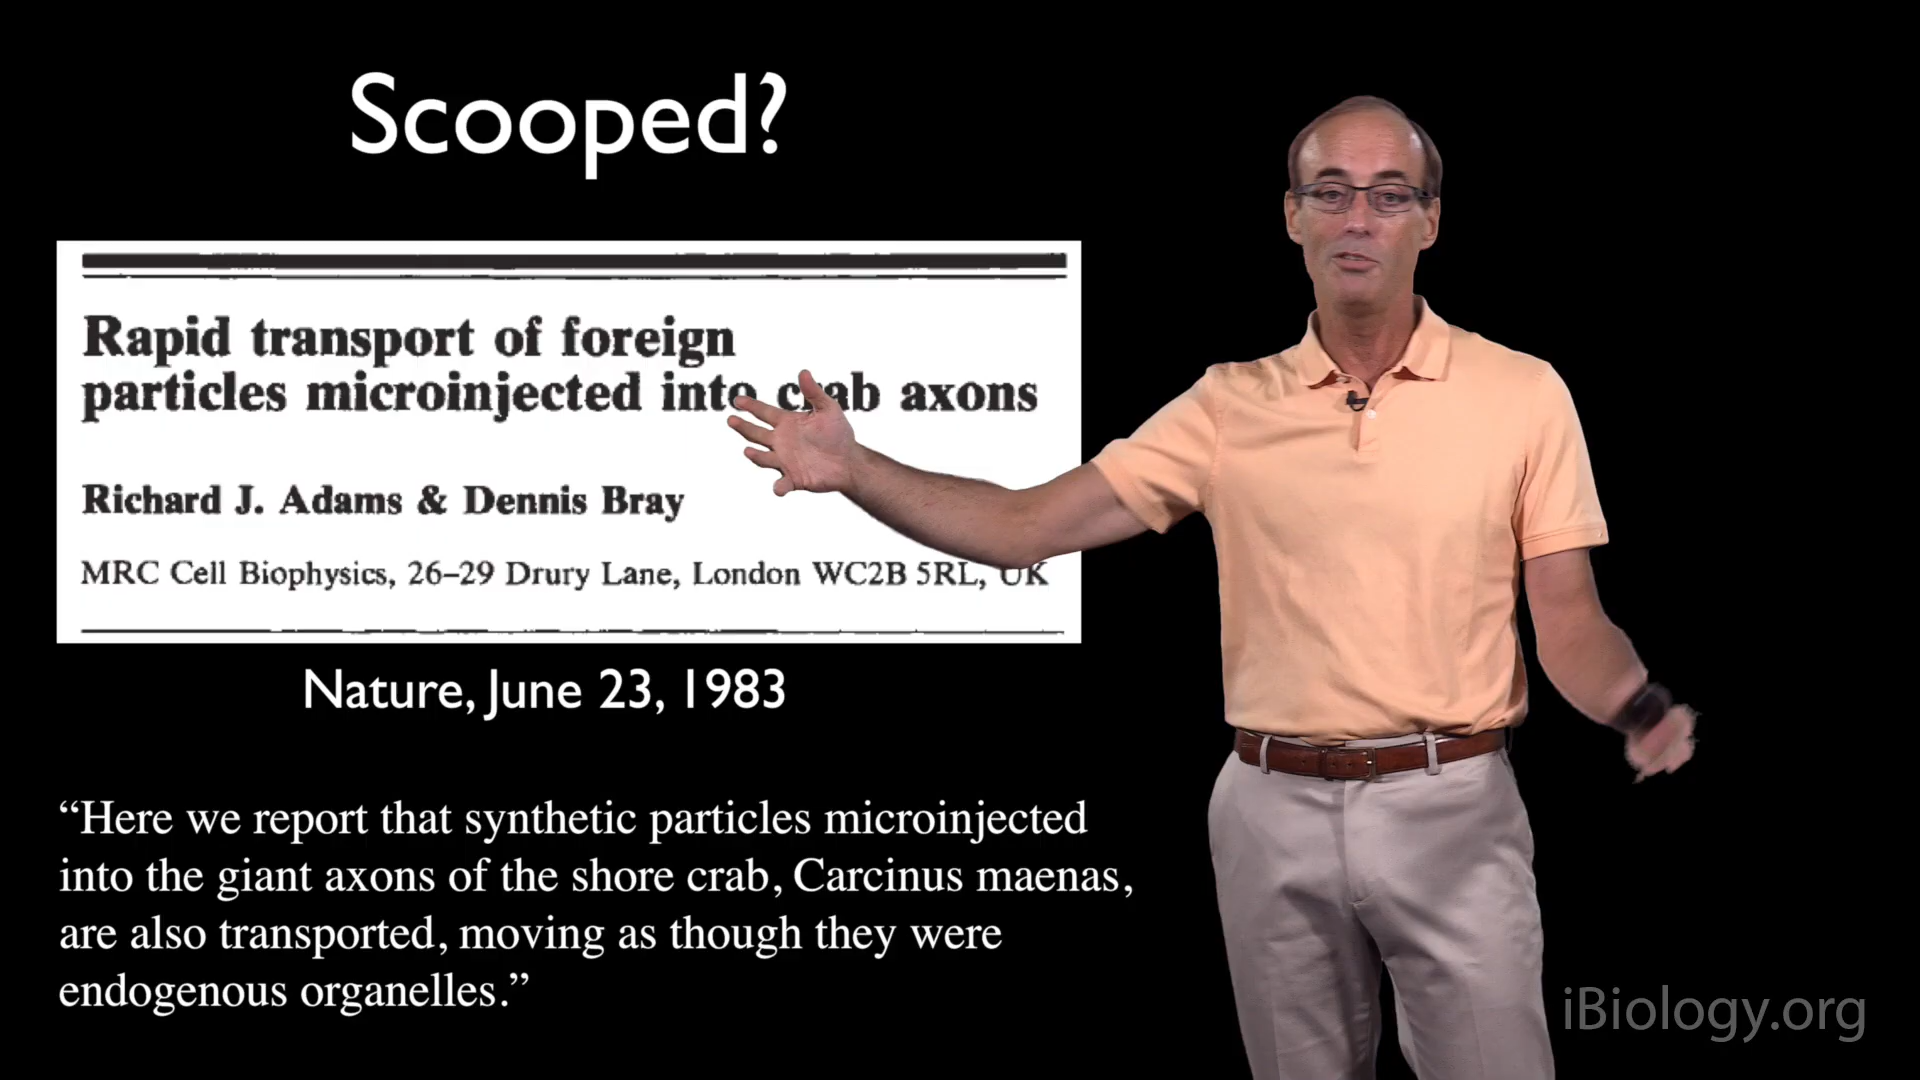 Scooped?
Rapid transport of foreign
particles microinjected into crab axons
Richard J. Adams & Dennis Bray
MRC Cell Biophysics, 26–29 Drury Lane, London WC2B 5RL, UK
Nature, June 23, 1983
“Here we report that synthetic particles microinjected
into the giant axons of the shore crab, Carcinus maenas,
are also transported, moving as though they were
endogenous organelles.”
iBiology.org